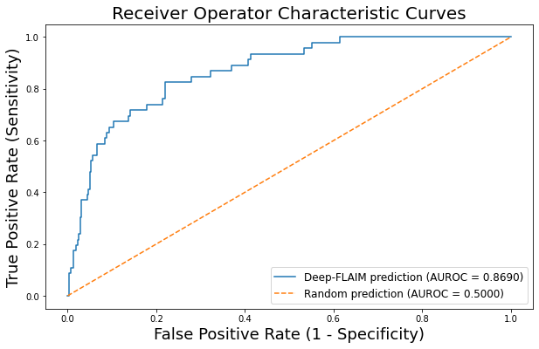 Receiver Operator Characteristic Curves
True Positive Rate (Sensitivity)
1.0
0.8
0.6
0.4
0.2
0.0
Deep-FLAIM prediction (AUROC = 0.8690)
Random prediction (AUROC = 0.5000)
0.0 0.2 0.4 0.6 0.8 1.0
False Positive Rate (1 - Specificity)